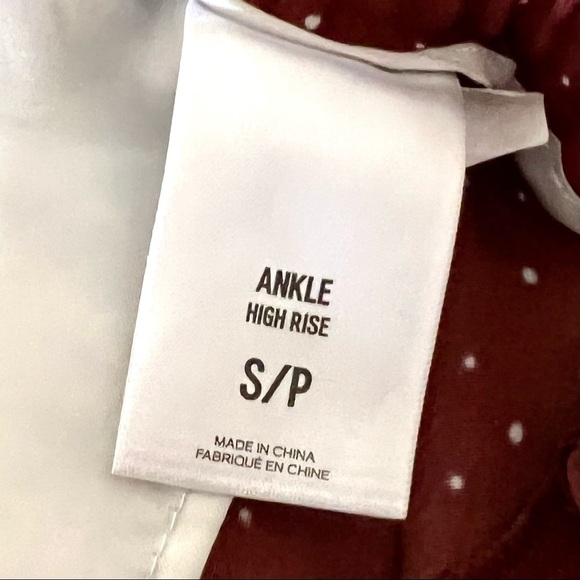 ANKLE
HIGH RISE
S/P
MADE IN CHINA
FABRIQUÉ EN CHINE